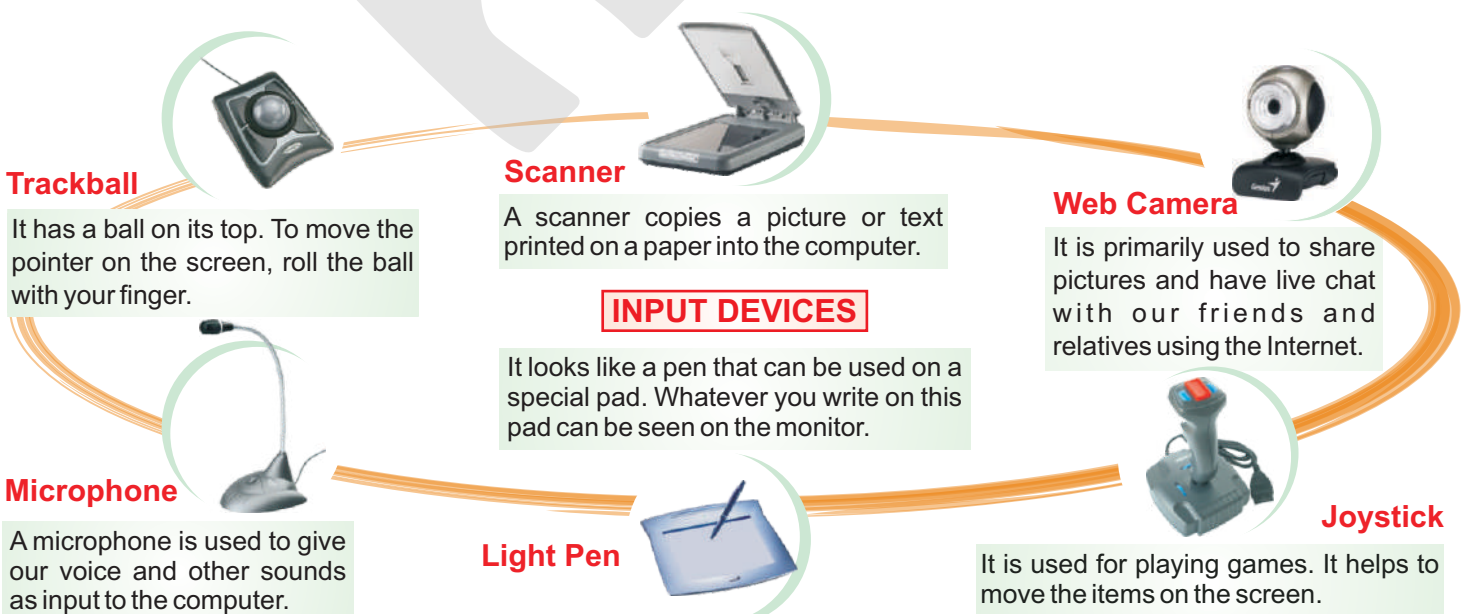 Trackball
It has a ball on its top. To move the
pointer on the screen, roll the ball
with your finger.
Scanner
A scanner copies a picture or text
printed on a paper into the computer.
Web Camera
It is primarily used to share
pictures and have live chat
with our friends and
relatives using the Internet.
INPUT DEVICES
It looks like a pen that can be used on a
special pad. Whatever you write on this
pad can be seen on the monitor.
Light Pen
Microphone
A microphone is used to give
our voice and other sounds
as input to the computer.
Joystick
It is used for playing games. It helps to
move the items on the screen.
Genius